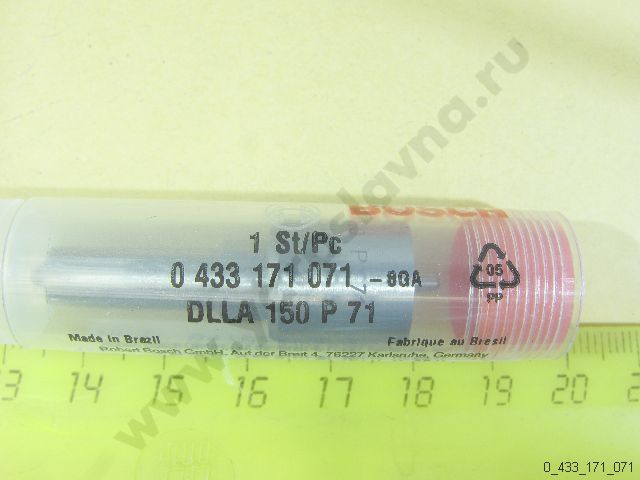 BOSCH
1 St/Pc
0 433 171 071 -9GA
DLLA 150 P 71
05
PP
Made in Brazil
Fabrique au Bresil
Robert Bosch GmbH, Auf der Breit 4, 76227 Karlsruhe, Germany
13 14 15 16 17 18 19 20 21
0_433_171_071